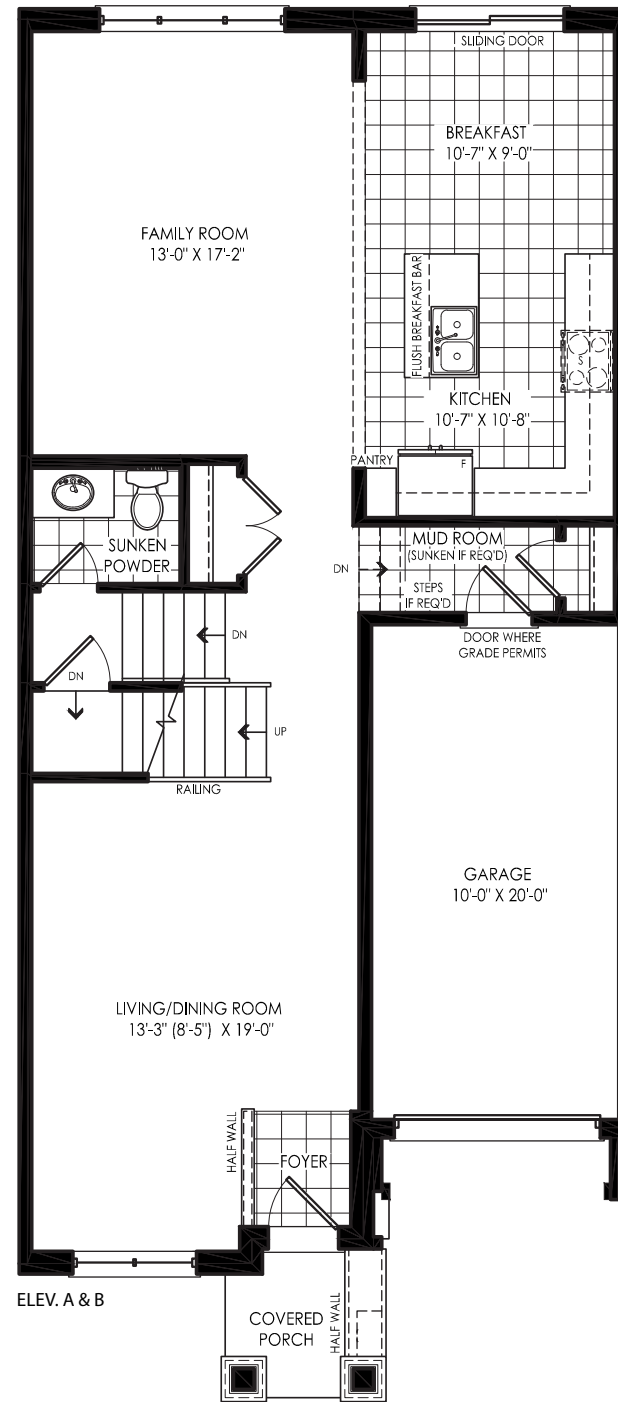 SLIDING DOOR
BREAKFAST
10'-7" X 9'-0"
FAMILY ROOM
13'-0" X 17'-2"
FLUSH BREAKFAST BAR
S
KITCHEN
10'-7" X 10'-8"
PANTRY
F
SUNKEN
POWDER
MUD ROOM
(SUNKEN IF REQ'D)
DN
STEPS
IF REQ'D
DOOR WHERE
GRADE PERMITS
DN
DN
UP
RAILING
GARAGE
10'-0" X 20'-0"
LIVING/DINING ROOM
13'-3" (8'-5") X 19'-0"
HALF WALL
FOYER
ELEV. A & B
COVERED
PORCH
HALF WALL